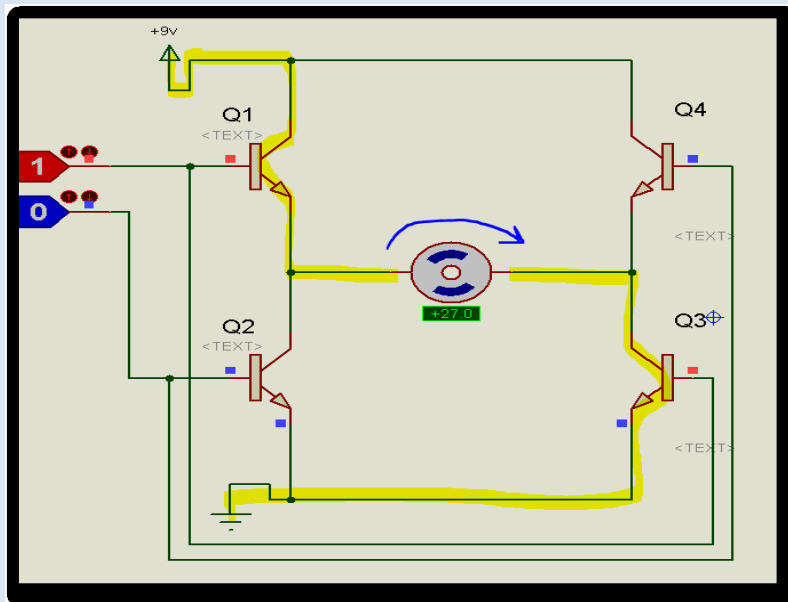 +9v
Q1
<TEXT>
Q4
1
0
<TEXT>
+27.0
Q2
<TEXT>
Q3
<TEXT>